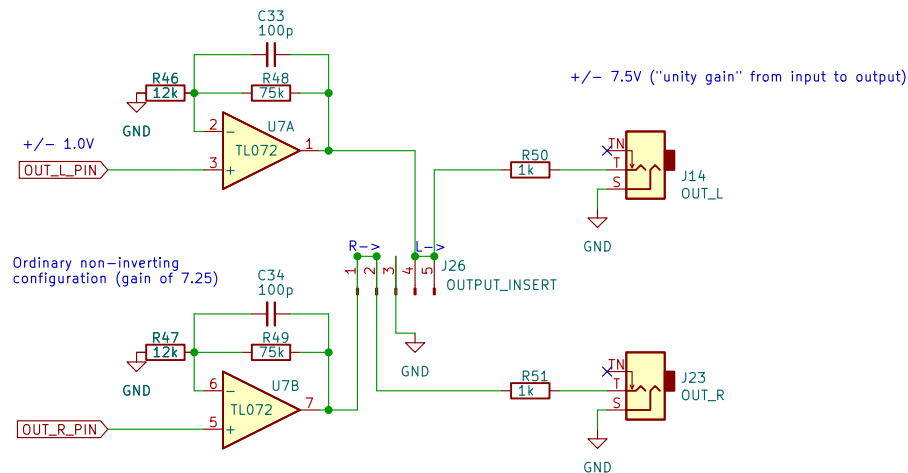 C33
100p
R46
12k
R48
75k
GND
U7A
TL072
2
3
1
-
+
+/- 1.0V
OUT_L_PIN
+/- 7.5V ("unity gain" from input to output)
R50
1k
TN
T
S
J14
OUT_L
GND
R->
L->
1
2
3
4
5
J26
OUTPUT_INSERT
GND
Ordinary non-inverting
configuration (gain of 7.25)
C34
100p
R47
12k
R49
75k
GND
U7B
TL072
6
5
7
-
+
OUT_R_PIN
R51
1k
TN
T
S
J23
OUT_R
GND